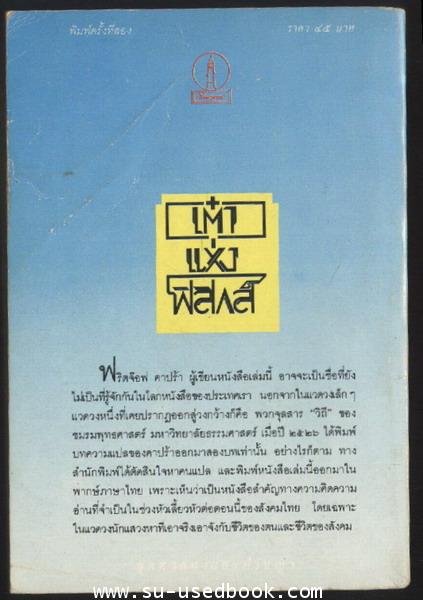 พิมพ์ครั้งที่สอง
ราคา ๔๕ บาท
เต๋า
แห่ง
ฟิสิกส์
ฟริตจ๊อฟ คาปร้า ผู้เขียนหนังสือเล่มนี้ อาจจะเป็นชื่อที่ยัง
ไม่เป็นที่รู้จักกันในโลกหนังสือของประเทศเรา นอกจากในแวดวงเล็กๆ
แวดวงหนึ่งที่เคยปรากฏออกสู่วงกว้างก็คือ พวกจุลสาร “วิถี” ของ
ชมรมพุทธศาสตร์ มหาวิทยาลัยธรรมศาสตร์ เมื่อปี ๒๕๒๖ ได้พิมพ์
บทความแปลของคาปร้าออกมาสองบทเท่านั้น อย่างไรก็ตาม ทาง
สำนักพิมพ์ได้ตัดสินใจหาคนแปล และพิมพ์หนังสือเล่มนี้ออกมาใน
พากษ์ภาษาไทย เพราะเห็นว่าเป็นหนังสือสำคัญทางความคิดความ
อ่านที่จำเป็นในช่วงหัวเลี้ยวหัวต่อตอนนี้ของสังคมไทย โดยเฉพาะ
ในแวดวงนักแสวงหาที่เอาจริงเอาจังกับชีวิตของตนและชีวิตของสังคม
www.su-usedbook.com